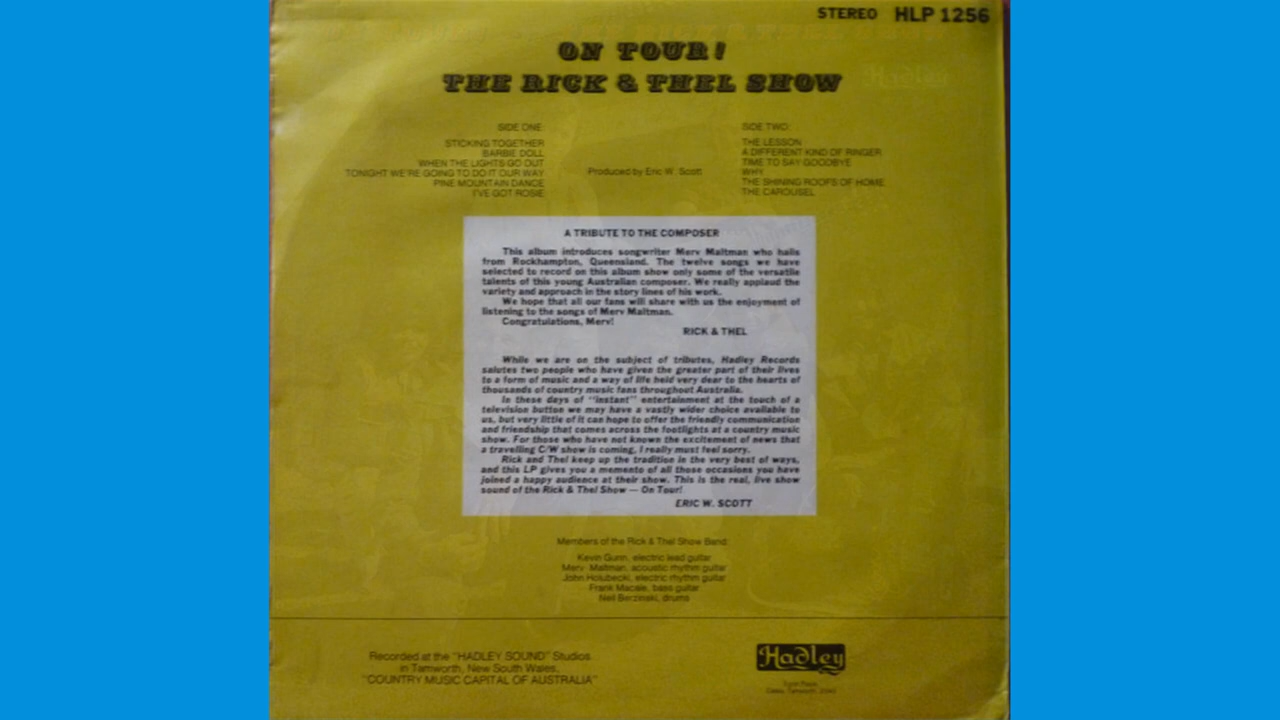 STEREO HLP 1256
ON TOUR!
THE RICK & THEL SHOW
SIDE ONE:
STICKING TOGETHER
BARBIE DOLL
WHEN THE LIGHTS GO OUT
TONIGHT WE'RE GOING TO DO IT OUR WAY
PINE MOUNTAIN DANCE
I'VE GOT ROSIE
Produced by Eric W. Scott
SIDE TWO:
THE LESSON
A DIFFERENT KIND OF RINGER
TIME TO SAY GOODBYE
WHY
THE SHINING ROOFS OF HOME
THE CAROUSEL
A TRIBUTE TO THE COMPOSER
This album introduces songwriter Merv Maltman who hails
from Rockhampton, Queensland. The twelve songs we have
selected to record on this album show only some of the versatile
talents of this young Australian composer. We really applaud the
variety and approach in the story lines of his work.
We hope that all our fans will share with us the enjoyment of
listening to the songs of Merv Maltman.
Congratulations, Merv!
RICK & THEL
While we are on the subject of tributes, Hadley Records
salutes two people who have given the greater part of their lives
to a form of music and a way of life held very dear to the hearts of
thousands of country music fans throughout Australia.
In these days of "instant" entertainment at the touch of a
television button we may have a vastly wider choice available to
us, but very little of it can hope to offer the friendly communication
and friendship that comes across the footlights at a country music
show. For those who have not known the excitement of news that
a travelling C/W show is coming, I really must feel sorry.
Rick and Thel keep up the tradition in the very best of ways,
and this LP gives you a memento of all those occasions you have
joined a happy audience at their show. This is the real, live show
sound of the Rick & Thel Show — On Tour!
ERIC W. SCOTT
Members of the Rick & Thel Show Band:
Kevin Gunn, electric lead guitar
Merv Maltman, acoustic rhythm guitar
John Holubecki, electric rhythm guitar
Frank Macale, bass guitar
Neil Berzinski, drums
Recorded at the "HADLEY SOUND" Studios
in Tamworth, New South Wales,
"COUNTRY MUSIC CAPITAL OF AUSTRALIA"
Hadley